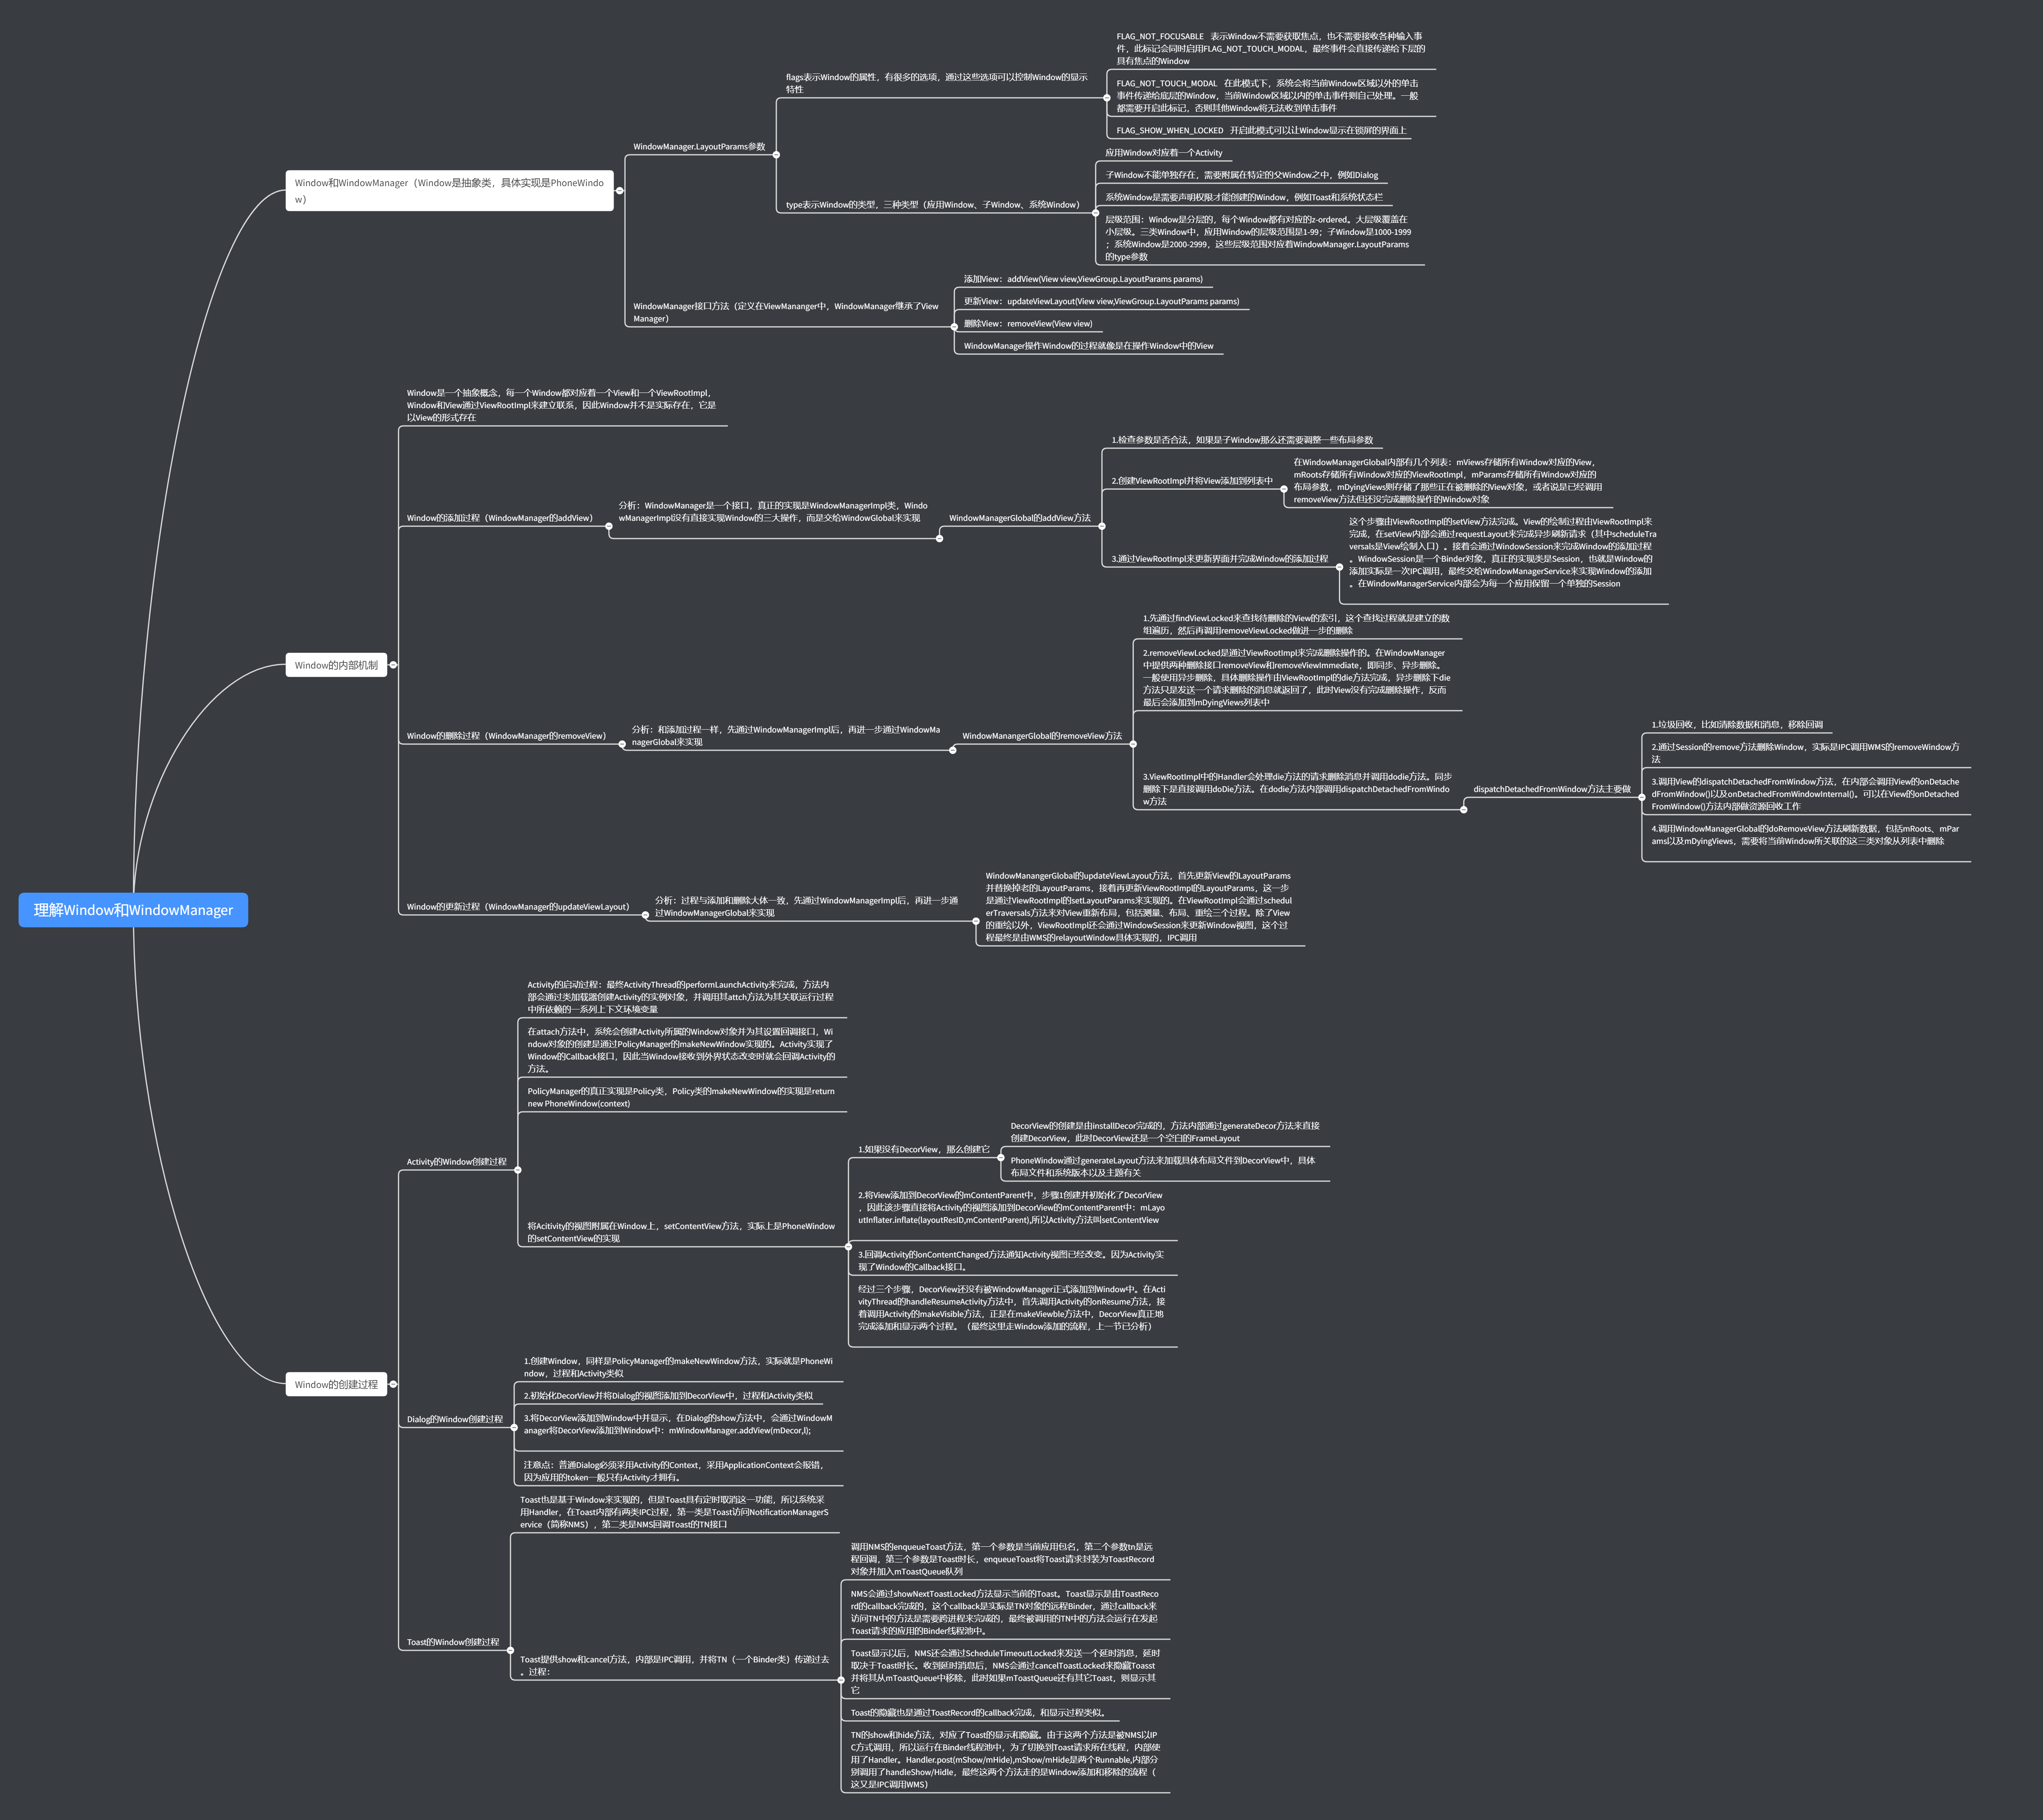 理解Window和WindowManager
Window和WindowManager（Window是抽象类，具体实现是PhoneWindo
w）
WindowManager.LayoutParams参数
flags表示Window的属性，有很多的选项，通过这些选项可以控制Window的显示
特性
FLAG_NOT_FOCUSABLE 表示Window不需要获取焦点，也不需要接收各种输入事
件，此标记会同时启用FLAG_NOT_TOUCH_MODAL，最终事件会直接传递给下层的
具有焦点的Window
FLAG_NOT_TOUCH_MODAL 在此模式下，系统会将当前Window区域以外的单击
事件传递给底层的Window，当前Window区域以内的单击事件则自己处理。一般
都需要开启此标记，否则其他Window将无法收到单击事件
FLAG_SHOW_WHEN_LOCKED 开启此模式可以让Window显示在锁屏的界面上
type表示Window的类型，三种类型（应用Window、子Window、系统Window）
应用Window对应着一个Activity
子Window不能单独存在，需要附属在特定的父Window之中，例如Dialog
系统Window是需要声明权限才能创建的Window，例如Toast和系统状态栏
层级范围：Window是分层的，每个Window都有对应的z-ordered。大层级覆盖在
小层级。三类Window中，应用Window的层级范围是1-99；子Window是1000-1999
；系统Window是2000-2999，这些层级范围对应着WindowManager.LayoutParams
的type参数
WindowManager接口方法（定义在ViewMananger中，WindowManager继承了View
Manager）
添加View：addView(View view,ViewGroup.LayoutParams params)
更新View：updateViewLayout(View view,ViewGroup.LayoutParams params)
删除View：removeView(View view)
WindowManager操作Window的过程就像是在操作Window中的View
Window的内部机制
Window是一个抽象概念，每一个Window都对应着一个View和一个ViewRootImpl，
Window和View通过ViewRootImpl来建立联系，因此Window并不是实际存在，它是
以View的形式存在
Window的添加过程（WindowManager的addView）
分析：WindowManager是一个接口，真正的实现是WindowManagerImpl类，Windo
wManagerImpl没有直接实现Window的三大操作，而是交给WindowGlobal来实现
WindowManagerGlobal的addView方法
1.检查参数是否合法，如果是子Window那么还需要调整一些布局参数
2.创建ViewRootImpl并将View添加到列表中
在WindowManagerGlobal内部有几个列表：mViews存储所有Window对应的View，
mRoots存储所有Window对应的ViewRootImpl，mParams存储所有Window对应的
布局参数，mDyingViews则存储了那些正在被删除的View对象，或者说是已经调用
removeView方法但还没完成删除操作的Window对象
3.通过ViewRootImpl来更新界面并完成Window的添加过程
这个步骤由ViewRootImpl的setView方法完成。View的绘制过程由ViewRootImpl来
完成，在setView内部会通过requestLayout来完成异步刷新请求（其中scheduleTra
versals是View绘制入口）。接着会通过WindowSession来完成Window的添加过程
。WindowSession是一个Binder对象，真正的实现类是Session，也就是Window的
添加实际是一次IPC调用，最终交给WindowManagerService来实现Window的添加
。在WindowManagerService内部会为每一个应用保留一个单独的Session
Window的删除过程（WindowManager的removeView）
分析：和添加过程一样，先通过WindowManagerImpl后，再进一步通过WindowMa
nagerGlobal来实现
WindowManangerGlobal的removeView方法
1.先通过findViewLocked来查找待删除的View的索引，这个查找过程就是建立的数
组遍历，然后再调用removeViewLocked做进一步的删除
2.removeViewLocked是通过ViewRootImpl来完成删除操作的。在WindowManager
中提供两种删除接口removeView和removeViewImmediate，即同步、异步删除。
一般使用异步删除，具体删除操作由ViewRootImpl的die方法完成，异步删除下die
方法只是发送一个请求删除的消息就返回了，此时View没有完成删除操作，反而
最后会添加到mDyingViews列表中
3.ViewRootImpl中的Handler会处理die方法的请求删除消息并调用dodie方法。同步
删除下是直接调用doDie方法。在dodie方法内部调用dispatchDetachedFromWindo
w方法
dispatchDetachedFromWindow方法主要做
1.垃圾回收，比如清除数据和消息，移除回调
2.通过Session的remove方法删除Window，实际是IPC调用WMS的removeWindow方
法
3.调用View的dispatchDetachedFromWindow方法，在内部会调用View的onDetache
dFromWindow()以及onDetachedFromWindowInternal()。可以在View的onDetached
FromWindow()方法内部做资源回收工作
4.调用WindowManagerGlobal的doRemoveView方法刷新数据，包括mRoots、mPar
ams以及mDyingViews，需要将当前Window所关联的这三类对象从列表中删除
Window的更新过程（WindowManager的updateViewLayout）
分析：过程与添加和删除大体一致，先通过WindowManagerImpl后，再进一步通
过WindowManagerGlobal来实现
WindowManangerGlobal的updateViewLayout方法，首先更新View的LayoutParams
并替换掉老的LayoutParams，接着再更新ViewRootImpl的LayoutParams，这一步
是通过ViewRootImpl的setLayoutParams来实现的。在ViewRootImpl会通过schedul
erTraversals方法来对View重新布局，包括测量、布局、重绘三个过程。除了View
的重绘以外，ViewRootImpl还会通过WindowSession来更新Window视图，这个过
程最终是由WMS的relayoutWindow具体实现的，IPC调用
Window的创建过程
Activity的Window创建过程
Activity的启动过程：最终ActivityThread的performLaunchActivity来完成，方法内
部会通过类加载器创建Activity的实例对象，并调用其attch方法为其关联运行过程
中所依赖的一系列上下文环境变量
在attach方法中，系统会创建Activity所属的Window对象并为其设置回调接口，Wi
ndow对象的创建是通过PolicyManager的makeNewWindow实现的。Activity实现了
Window的Callback接口，因此当Window接收到外界状态改变时就会回调Activity的
方法。
PolicyManager的真正实现是Policy类，Policy类的makeNewWindow的实现是return
new PhoneWindow(context)
将Acitivity的视图附属在Window上，setContentView方法，实际上是PhoneWindow
的setContentView的实现
1.如果没有DecorView，那么创建它
DecorView的创建是由installDecor完成的，方法内部通过generateDecor方法来直接
创建DecorView，此时DecorView还是一个空白的FrameLayout
PhoneWindow通过generateLayout方法来加载具体布局文件到DecorView中，具体
布局文件和系统版本以及主题有关
2.将View添加到DecorView的mContentParent中，步骤1创建并初始化了DecorView
，因此该步骤直接将Activity的视图添加到DecorView的mContentParent中：mLayo
utInflater.inflate(layoutResID,mContentParent),所以Activity方法叫setContentView
3.回调Activity的onContentChanged方法通知Activity视图已经改变。因为Activity实
现了Window的Callback接口。
经过三个步骤，DecorView还没有被WindowManager正式添加到Window中。在Acti
vityThread的handleResumeActivity方法中，首先调用Activity的onResume方法，接
着调用Activity的makeVisible方法，正是在makeViewble方法中，DecorView真正地
完成添加和显示两个过程。（最终这里走Window添加的流程，上一节已分析）
Dialog的Window创建过程
1.创建Window，同样是PolicyManager的makeNewWindow方法，实际就是PhoneWi
ndow，过程和Activity类似
2.初始化DecorView并将Dialog的视图添加到DecorView中，过程和Activity类似
3.将DecorView添加到Window中并显示，在Dialog的show方法中，会通过WindowM
anager将DecorView添加到Window中：mWindowManager.addView(mDecor,l);
注意点：普通Dialog必须采用Activity的Context，采用ApplicationContext会报错，
因为应用的token一般只有Activity才拥有。
Toast的Window创建过程
Toast也是基于Window来实现的，但是Toast具有定时取消这一功能，所以系统采
用Handler，在Toast内部有两类IPC过程，第一类是Toast访问NotificationManagerS
ervice（简称NMS），第二类是NMS回调Toast的TN接口
Toast提供show和cancel方法，内部是IPC调用，并将TN（一个Binder类）传递过去
。过程：
调用NMS的enqueueToast方法，第一个参数是当前应用包名，第二个参数tn是远
程回调，第三个参数是Toast时长，enqueueToast将Toast请求封装为ToastRecord
对象并加入mToastQueue队列
NMS会通过showNextToastLocked方法显示当前的Toast。Toast显示是由ToastReco
rd的callback完成的，这个callback是实际是TN对象的远程Binder，通过callback来
访问TN中的方法是需要跨进程来完成的，最终被调用的TN中的方法会运行在发起
Toast请求的应用的Binder线程池中。
Toast显示以后，NMS还会通过ScheduleTimeoutLocked来发送一个延时消息，延时
取决于Toast时长。收到延时消息后，NMS会通过cancelToastLocked来隐藏Toasst
并将其从mToastQueue中移除，此时如果mToastQueue还有其它Toast，则显示其
它
Toast的隐藏也是通过ToastRecord的callback完成，和显示过程类似。
TN的show和hide方法，对应了Toast的显示和隐藏。由于这两个方法是被NMS以IP
C方式调用，所以运行在Binder线程池中，为了切换到Toast请求所在线程，内部使
用了Handler。Handler.post(mShow/mHide),mShow/mHide是两个Runnable,内部分
别调用了handleShow/Hidle，最终这两个方法走的是Window添加和移除的流程（
这又是IPC调用WMS）